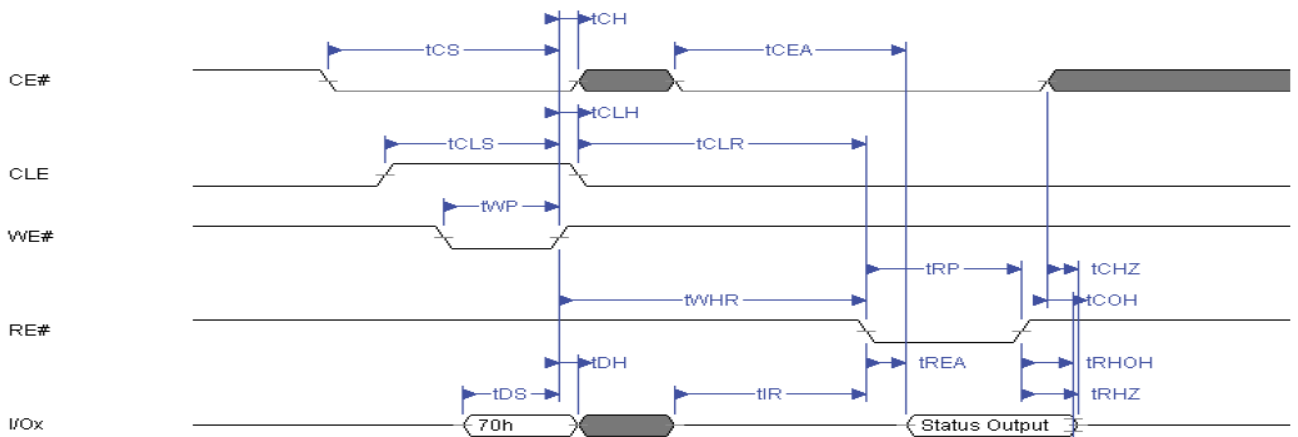 tCH
tCS
tCEA
CE#
tCLH
tCLS
tCLR
CLE
tWP
WE#
tRP
tCHZ
tWHR
tCOH
RE#
tDH
tREA
tRHOH
tDS
tIR
tRHZ
I/Ox
70h
Status Output